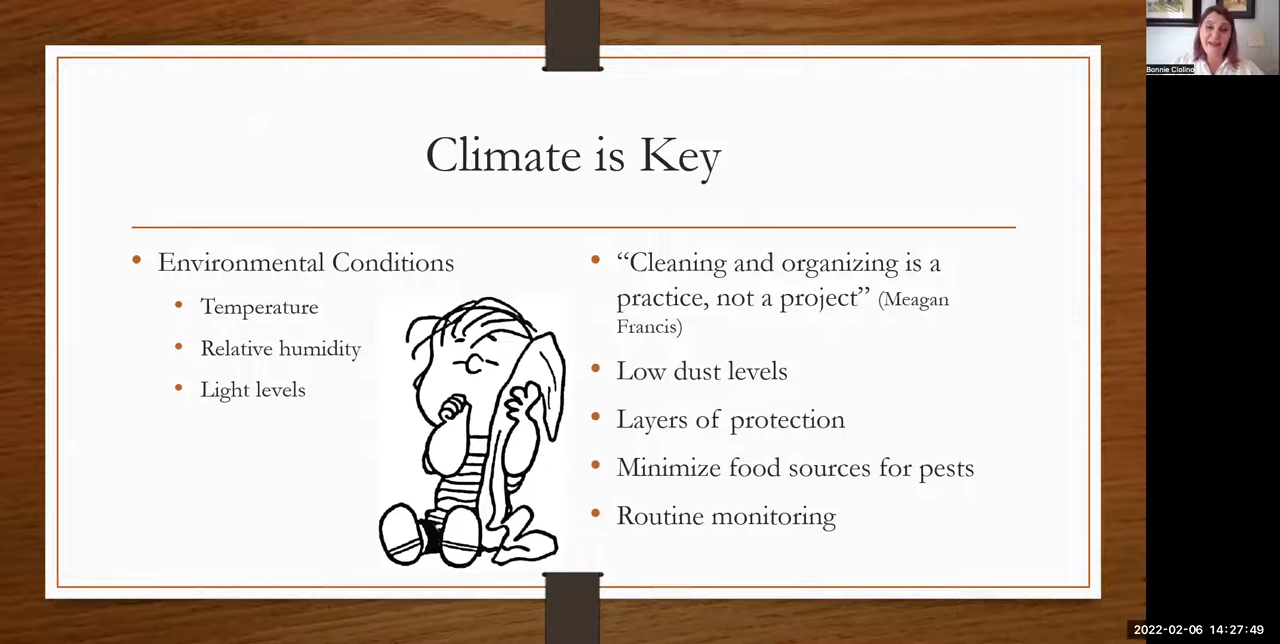 Climate is Key
Environmental Conditions
Temperature
Relative humidity
Light levels
“Cleaning and organizing is a
practice, not a project” (Meagan
Francis)
Low dust levels
Layers of protection
Minimize food sources for pests
Routine monitoring
Bonnie Ciolino
2022-02-06 14:27:49